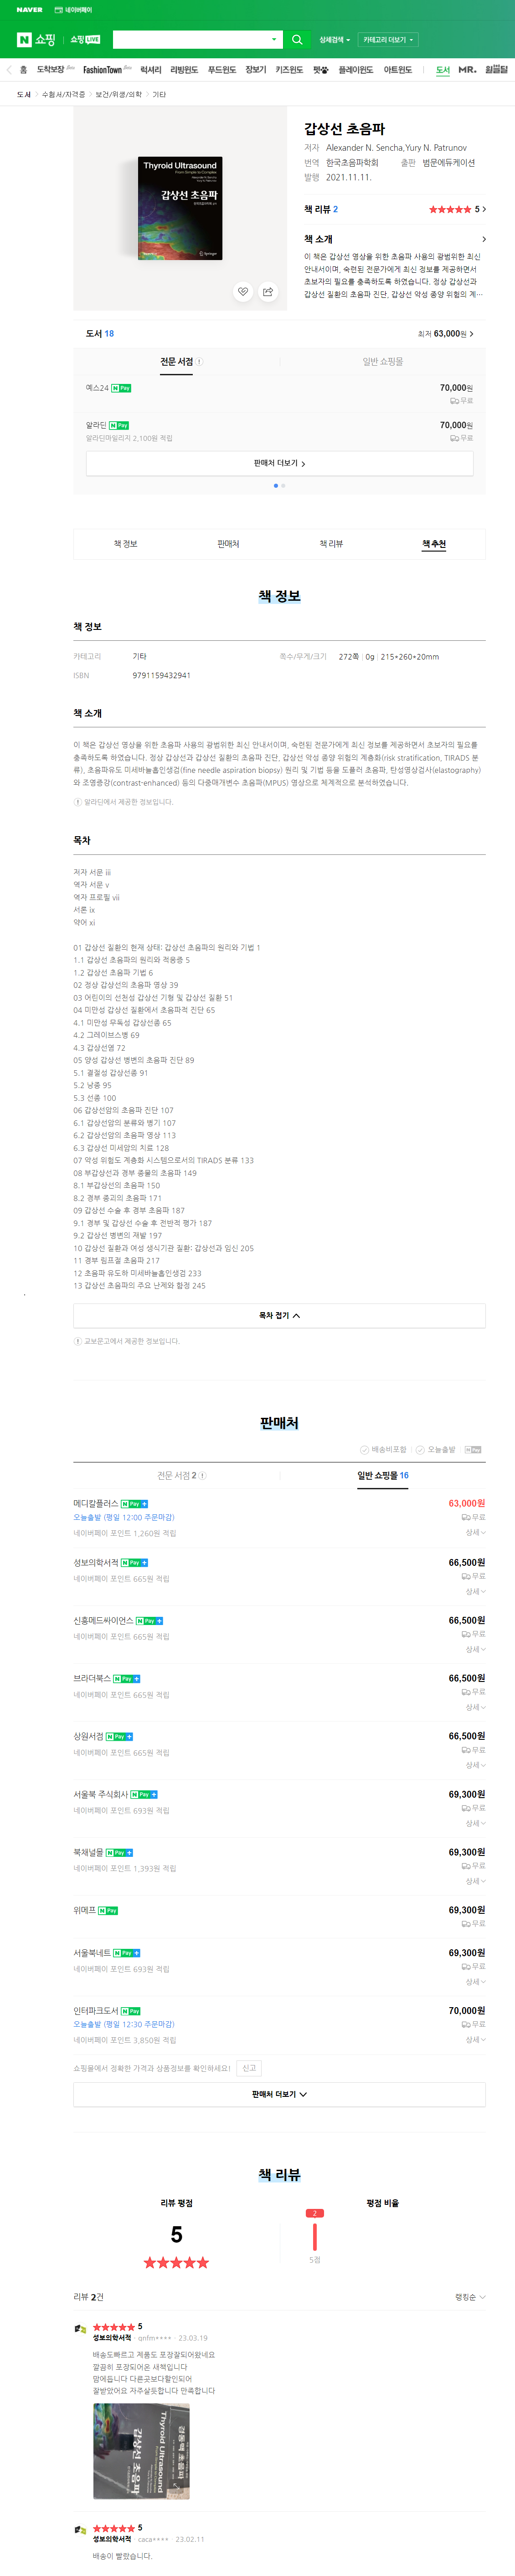 NAVER 네이버페이
N 쇼핑 쇼핑LIVE 상세검색 카테고리 더보기
홈 도착보장 FashionTown 럭셔리 리빙윈도 푸드윈도 장보기 키즈윈도 펫 플레이윈도 아트윈도 도서 MR.
도서 > 수험서/자격증 > 보건/위생/의학 > 기타
Thyroid Ultrasound
From Simple to Complex
갑상선 초음파
Springer
갑상선 초음파
저자 Alexander N. Sencha,Yury N. Patrunov
번역 한국초음파학회 출판 범문에듀케이션
발행 2021.11.11.
책 리뷰 2 5
책 소개
이 책은 갑상선 영상을 위한 초음파 사용의 광범위한 최신
안내서이며, 숙련된 전문가에게 최신 정보를 제공하면서
초보자의 필요를 충족하도록 하였습니다. 정상 갑상선과
갑상선 질환의 초음파 진단, 갑상선 악성 종양 위험의 계…
도서 18 최저 63,000원
전문 서점 일반 쇼핑몰
예스24 N Pay 70,000원
무료
알라딘 N Pay 70,000원
알라딘마일리지 2,100원 적립 무료
판매처 더보기
책 정보 판매처 책 리뷰 책 추천
책 정보
책 정보
카테고리 기타 쪽수/무게/크기 272쪽 0g 215*260*20mm
ISBN 9791159432941
책 소개
이 책은 갑상선 영상을 위한 초음파 사용의 광범위한 최신 안내서이며, 숙련된 전문가에게 최신 정보를 제공하면서 초보자의 필요를
충족하도록 하였습니다. 정상 갑상선과 갑상선 질환의 초음파 진단, 갑상선 악성 종양 위험의 계층화(risk stratification, TIRADS 분
류), 초음파유도 미세바늘흡인생검(fine needle aspiration biopsy) 원리 및 기법 등을 도플러 초음파, 탄성영상검사(elastography)
와 조영증강(contrast-enhanced) 등의 다중매개변수 초음파(MPUS) 영상으로 체계적으로 분석하였습니다.
알라딘에서 제공한 정보입니다.
목차
저자 서문 iii
역자 서문 v
역자 프로필 vii
서론 ix
약어 xi
01 갑상선 질환의 현재 상태: 갑상선 초음파의 원리와 기법 1
1.1 갑상선 초음파의 원리와 적응증 5
1.2 갑상선 초음파 기법 6
02 정상 갑상선의 초음파 영상 39
03 어린이의 선천성 갑상선 기형 및 갑상선 질환 51
04 미만성 갑상선 질환에서 초음파적 진단 65
4.1 미만성 무독성 갑상선종 65
4.2 그레이브스병 69
4.3 갑상선염 72
05 양성 갑상선 병변의 초음파 진단 89
5.1 결절성 갑상선종 91
5.2 낭종 95
5.3 선종 100
06 갑상선암의 초음파 진단 107
6.1 갑상선암의 분류와 병기 107
6.2 갑상선암의 초음파 영상 113
6.3 갑상선 미세암의 치료 128
07 악성 위험도 계층화 시스템으로서의 TIRADS 분류 133
08 부갑상선과 경부 종물의 초음파 149
8.1 부갑상선의 초음파 150
8.2 경부 종괴의 초음파 171
09 갑상선 수술 후 경부 초음파 187
9.1 경부 및 갑상선 수술 후 전반적 평가 187
9.2 갑상선 병변의 재발 197
10 갑상선 질환과 여성 생식기관 질환: 갑상선과 임신 205
11 경부 림프절 초음파 217
12 초음파 유도하 미세바늘흡인생검 233
13 갑상선 초음파의 주요 난제와 함정 245
목차 접기
교보문고에서 제공한 정보입니다.
판매처
배송비포함 오늘출발 N Pay
전문 서점 2 일반 쇼핑몰 16
메디칼플러스 N Pay + 63,000원
오늘출발 (평일 12:00 주문마감) 무료
네이버페이 포인트 1,260원 적립 상세
성보의학서적 N Pay + 66,500원
네이버페이 포인트 665원 적립 무료
상세
신흥메드싸이언스 N Pay + 66,500원
네이버페이 포인트 665원 적립 무료
상세
브라더북스 N Pay + 66,500원
네이버페이 포인트 665원 적립 무료
상세
상원서점 N Pay + 66,500원
네이버페이 포인트 665원 적립 무료
상세
서울북 주식회사 N Pay + 69,300원
네이버페이 포인트 693원 적립 무료
상세
북채널몰 N Pay + 69,300원
네이버페이 포인트 1,393원 적립 무료
상세
위메프 N Pay 69,300원
무료
서울북네트 N Pay + 69,300원
네이버페이 포인트 693원 적립 무료
상세
인터파크도서 N Pay 70,000원
오늘출발 (평일 12:30 주문마감) 무료
네이버페이 포인트 3,850원 적립 상세
쇼핑몰에서 정확한 가격과 상품정보를 확인하세요! 신고
판매처 더보기
책 리뷰
리뷰 평점 평점 비율
5 2
5점
리뷰 2건 랭킹순
5
성보의학서적 qnfm**** 23.03.19
배송도빠르고 제품도 포장잘되어왔네요
깔끔히 포장되어온 새책입니다
맘에듭니다 다른곳보다할인되어
잘받았어요 자주살듯합니다 만족합니다
Thyroid Ultrasound
갑상선 초음파
5
성보의학서적 caca**** 23.02.11
배송이 빨랐습니다.